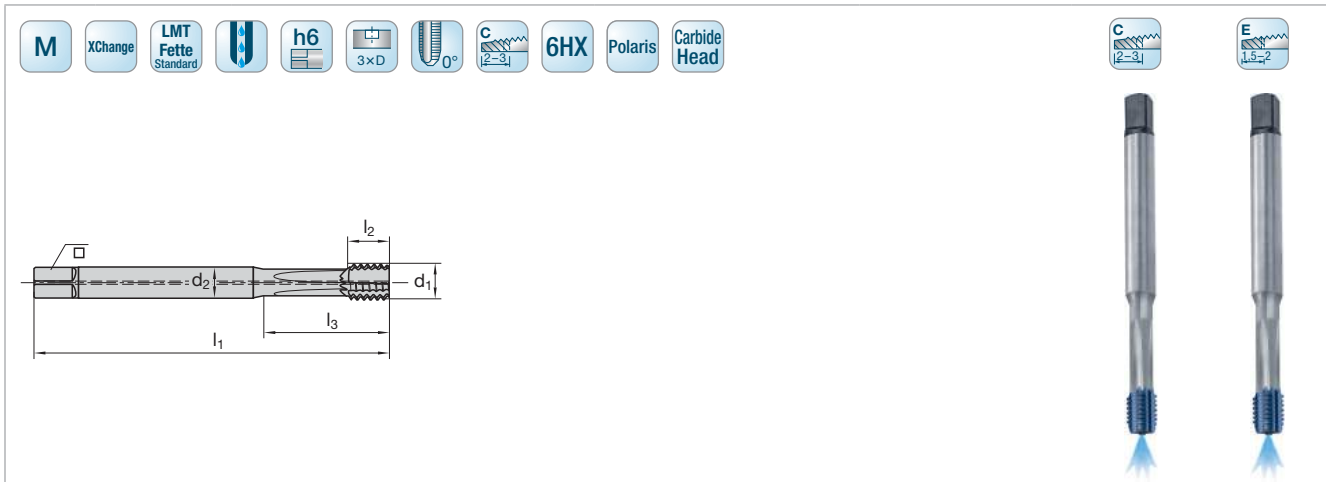 M
XChange
LMT
Fette
Standard
h6
3×D
0°
C
2–3
6HX
Polaris
Carbide
Head
C
2–3
E
1,5–2
l2
d2
d1
l3
l1